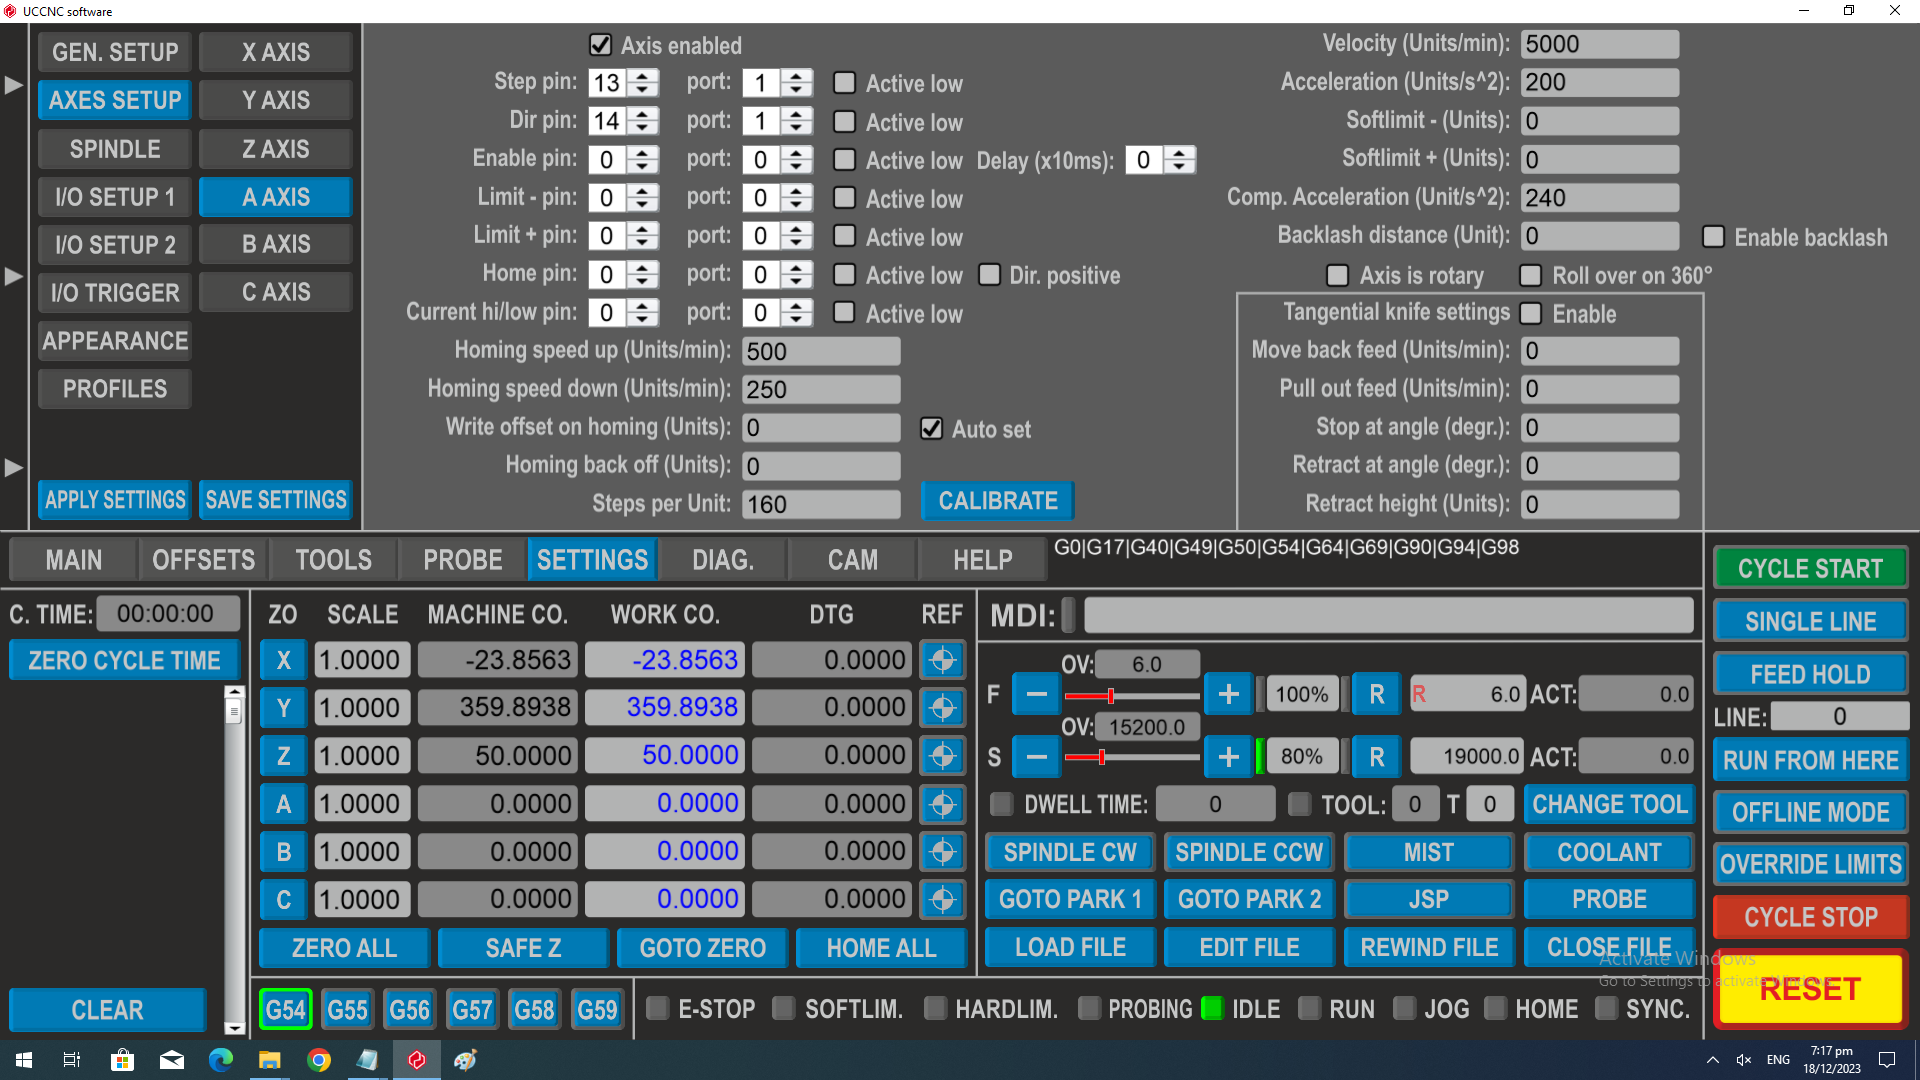 UCCNC software
GEN. SETUP X AXIS
AXES SETUP Y AXIS
SPINDLE Z AXIS
I/O SETUP 1 A AXIS
I/O SETUP 2 B AXIS
I/O TRIGGER C AXIS
APPEARANCE
PROFILES
APPLY SETTINGS SAVE SETTINGS
Axis enabled
Step pin: 13 port: 1 Active low
Dir pin: 14 port: 1 Active low
Enable pin: 0 port: 0 Active low Delay (x10ms): 0
Limit - pin: 0 port: 0 Active low
Limit + pin: 0 port: 0 Active low
Home pin: 0 port: 0 Active low Dir. positive
Current hi/low pin: 0 port: 0 Active low
Homing speed up (Units/min): 500
Homing speed down (Units/min): 250
Write offset on homing (Units): 0 Auto set
Homing back off (Units): 0
Steps per Unit: 160 CALIBRATE
Velocity (Units/min): 5000
Acceleration (Units/s^2): 200
Softlimit - (Units): 0
Softlimit + (Units): 0
Comp. Acceleration (Unit/s^2): 240
Backlash distance (Unit): 0 Enable backlash
Axis is rotary Roll over on 360°
Tangential knife settings Enable
Move back feed (Units/min): 0
Pull out feed (Units/min): 0
Stop at angle (degr.): 0
Retract at angle (degr.): 0
Retract height (Units): 0
MAIN OFFSETS TOOLS PROBE SETTINGS DIAG. CAM HELP
G0|G17|G40|G49|G50|G54|G64|G69|G90|G94|G98
C. TIME: 00:00:00
ZERO CYCLE TIME
CLEAR
ZO SCALE MACHINE CO. WORK CO. DTG REF
X 1.0000 -23.8563 -23.8563 0.0000
Y 1.0000 359.8938 359.8938 0.0000
Z 1.0000 50.0000 50.0000 0.0000
A 1.0000 0.0000 0.0000 0.0000
B 1.0000 0.0000 0.0000 0.0000
C 1.0000 0.0000 0.0000 0.0000
ZERO ALL SAFE Z GOTO ZERO HOME ALL
G54 G55 G56 G57 G58 G59
MDI:
OV: 6.0
F − + 100% R R 6.0 ACT: 0.0
OV: 15200.0
S − + 80% R 19000.0 ACT: 0.0
DWELL TIME: 0 TOOL: 0 T 0 CHANGE TOOL
SPINDLE CW SPINDLE CCW MIST COOLANT
GOTO PARK 1 GOTO PARK 2 JSP PROBE
LOAD FILE EDIT FILE REWIND FILE CLOSE FILE
E-STOP SOFTLIM. HARDLIM. PROBING IDLE RUN JOG HOME SYNC.
CYCLE START
SINGLE LINE
FEED HOLD
LINE: 0
RUN FROM HERE
OFFLINE MODE
OVERRIDE LIMITS
CYCLE STOP
RESET
Activate Windows
Go to Settings to activate Windows.
ENG
7:17 pm
18/12/2023